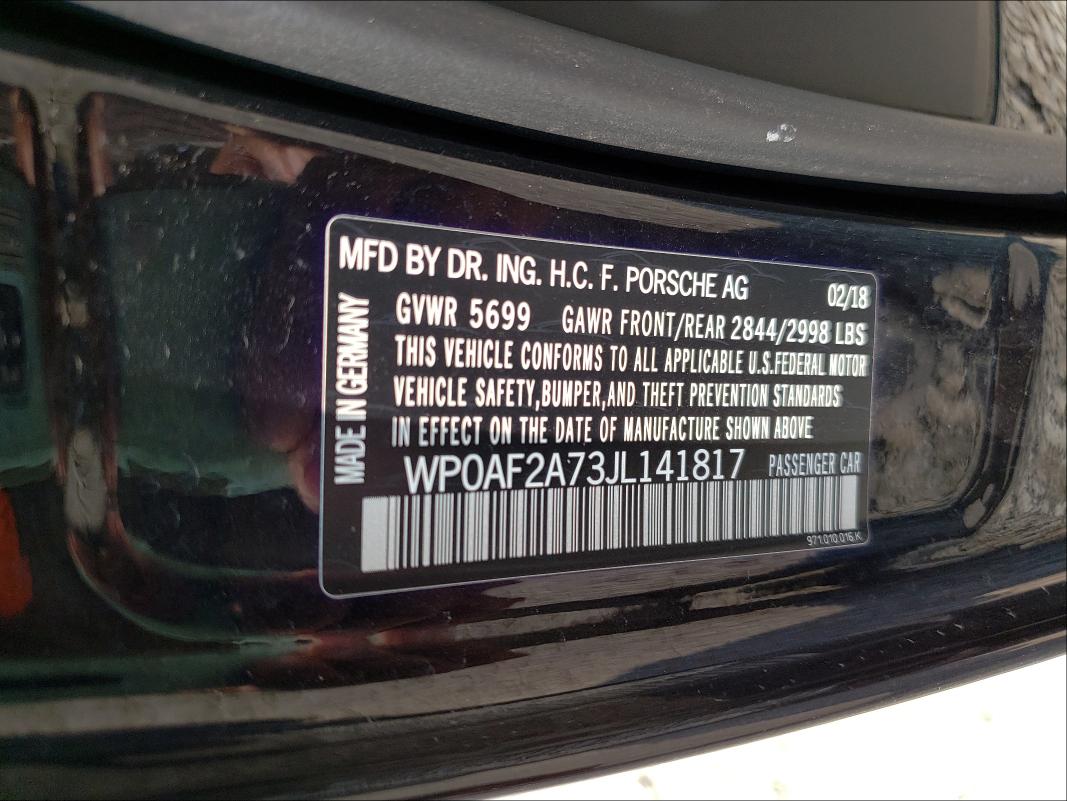 MFD BY DR. ING. H.C. F. PORSCHE AG 02/18
GVWR 5699 GAWR FRONT/REAR 2844/2998 LBS
THIS VEHICLE CONFORMS TO ALL APPLICABLE U.S.FEDERAL MOTOR
VEHICLE SAFETY,BUMPER,AND THEFT PREVENTION STANDARDS
IN EFFECT ON THE DATE OF MANUFACTURE SHOWN ABOVE
WP0AF2A73JL141817 PASSENGER CAR
971.010.016.K
MADE IN GERMANY